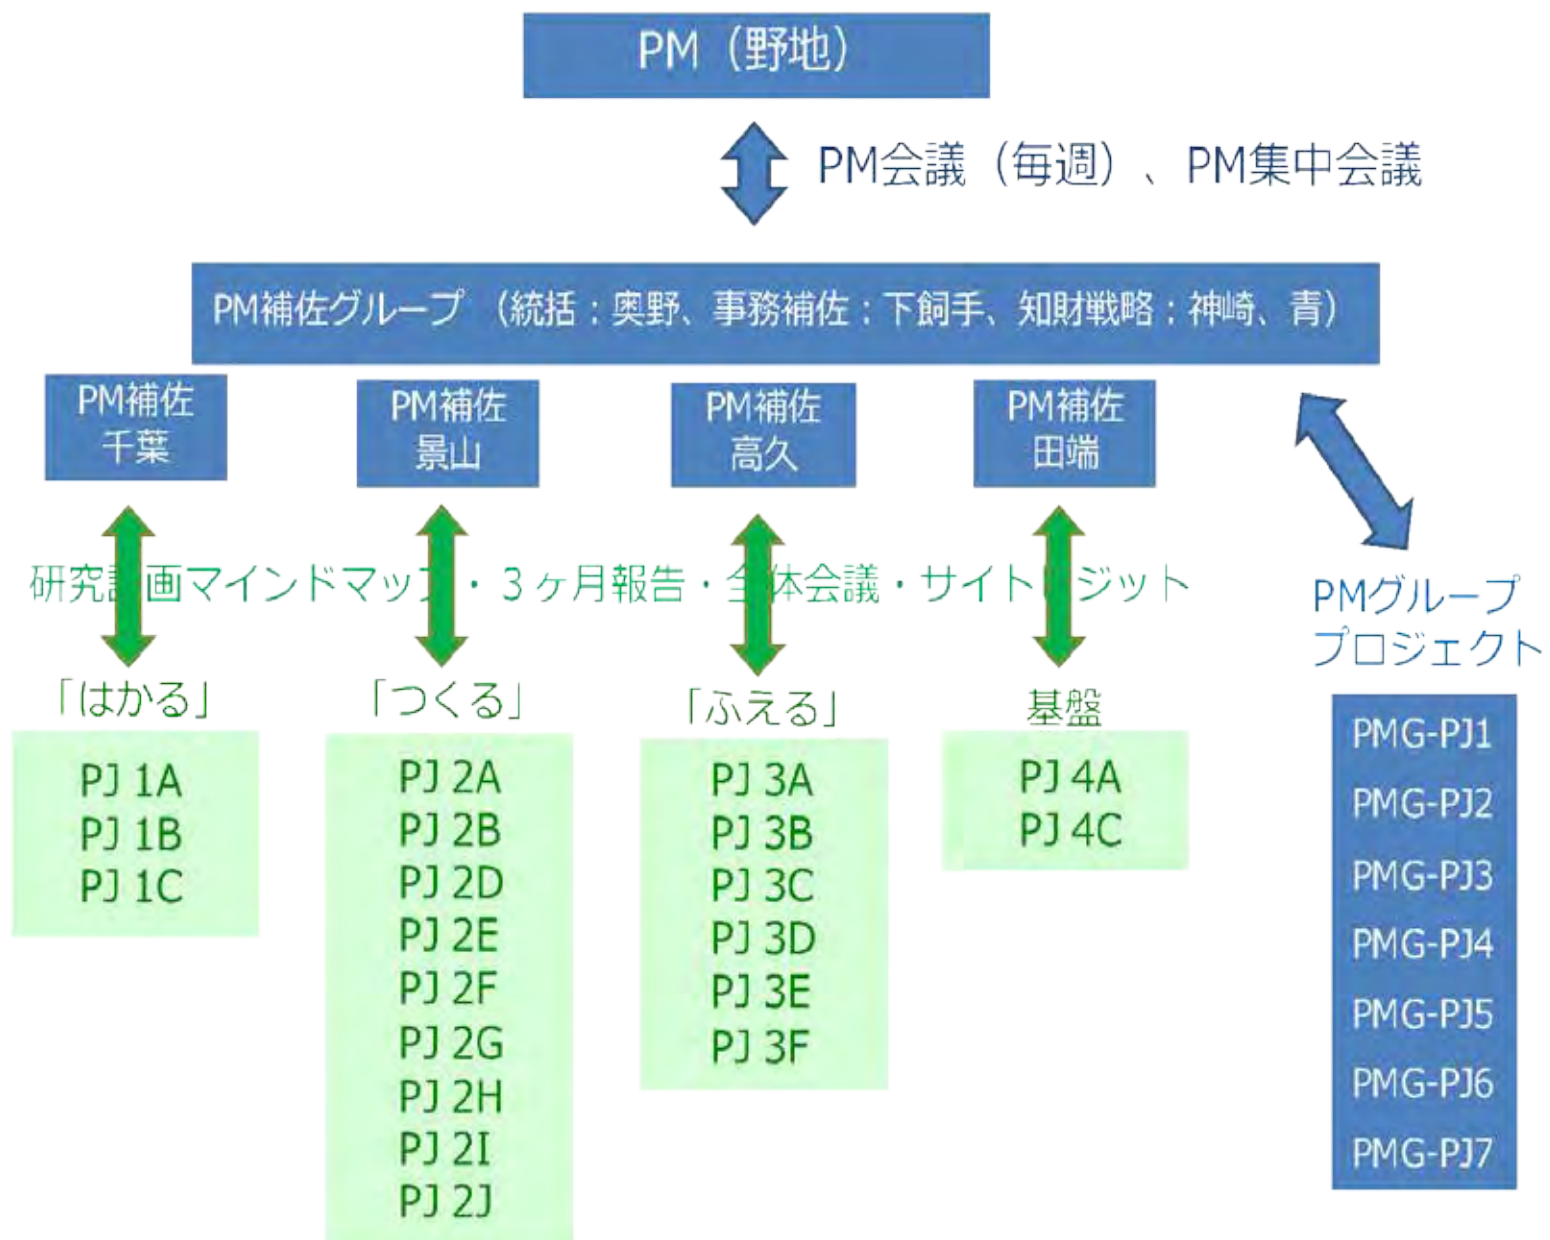 PM（野地）
PM会議（毎週）、PM集中会議
PM補佐グループ （統括；奥野、事務補佐；下飼手、知財戦略；神崎、青）
PM補佐
千葉
PM補佐
景山
PM補佐
高久
PM補佐
田端
研究計画マインドマップ・３ヶ月報告・全体会議・サイトビジット
「はかる」
PJ 1A
PJ 1B
PJ 1C
「つくる」
PJ 2A
PJ 2B
PJ 2D
PJ 2E
PJ 2F
PJ 2G
PJ 2H
PJ 2I
PJ 2J
「ふえる」
PJ 3A
PJ 3B
PJ 3C
PJ 3D
PJ 3E
PJ 3F
基盤
PJ 4A
PJ 4C
PMグループ
プロジェクト
PMG-PJ1
PMG-PJ2
PMG-PJ3
PMG-PJ4
PMG-PJ5
PMG-PJ6
PMG-PJ7